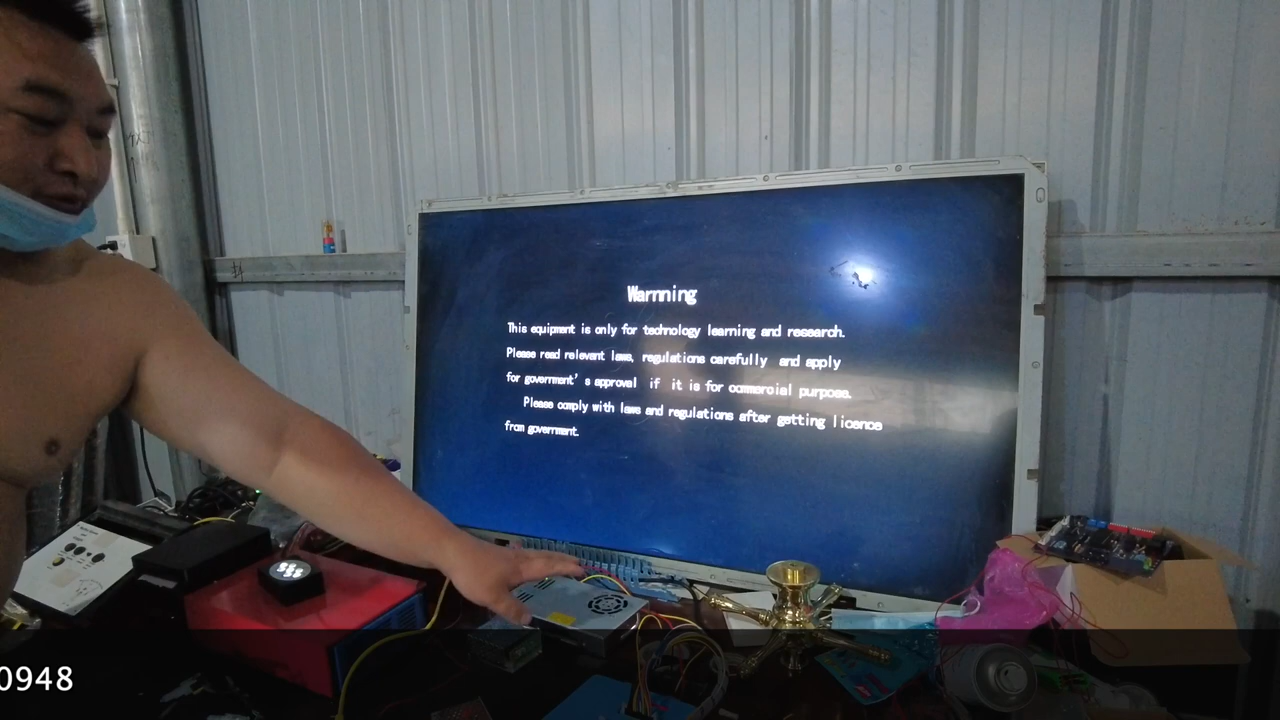 Warnning
This equipment is only for technology learning and research.
Please read relevant laws, regulations carefully and apply
for government's approval if it is for commercial purpose.
Please comply with laws and regulations after getting licence
from government.
0948